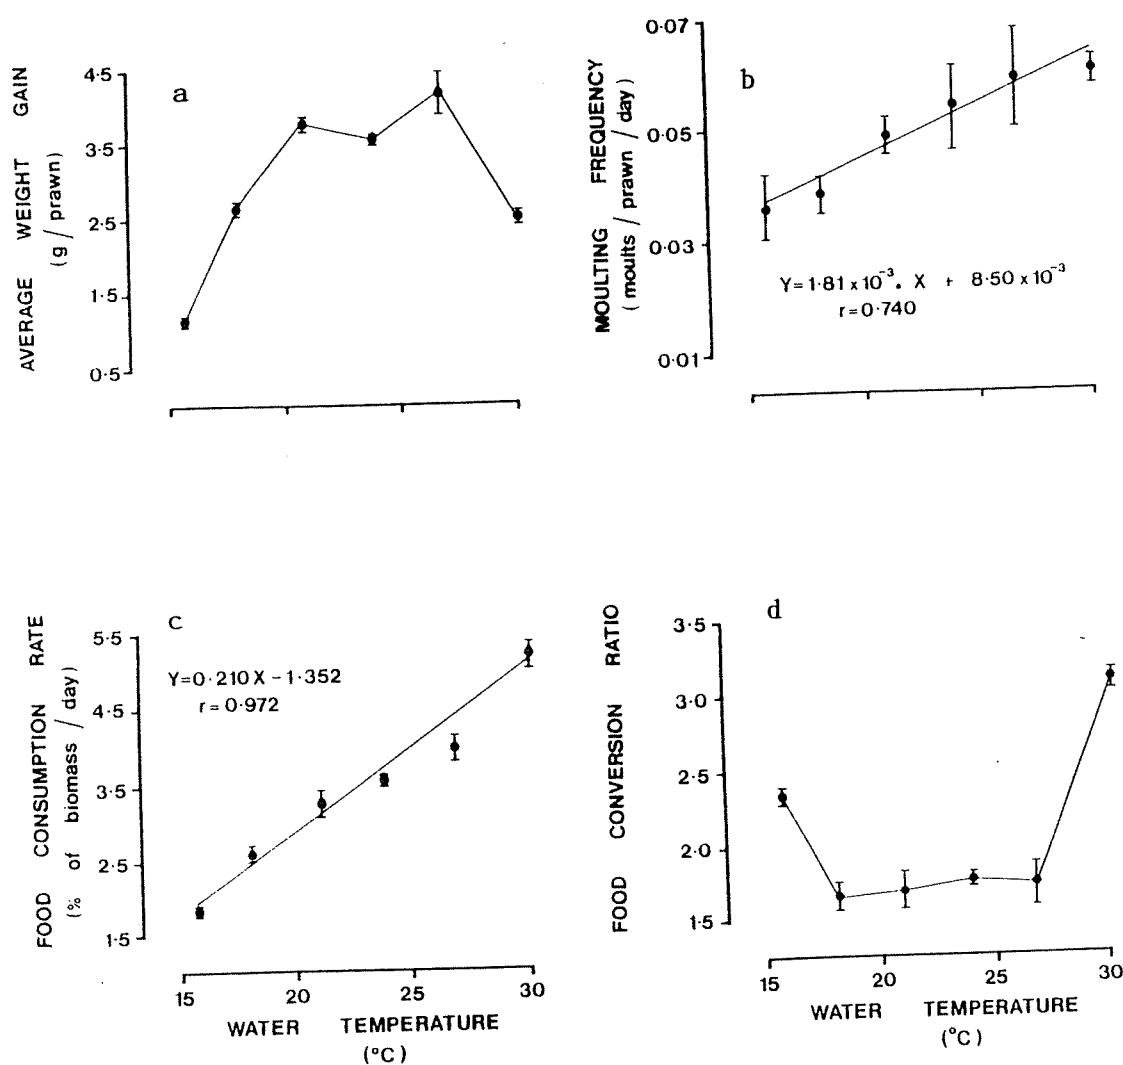 a
AVERAGE WEIGHT GAIN
(g / prawn)
4·5
3·5
2·5
1·5
0·5
b
MOULTING FREQUENCY
(moults / prawn / day)
0·07
0·05
0·03
0·01
Y=1·81 x 10⁻³. X + 8·50 x 10⁻³
r=0·740
c
FOOD CONSUMPTION RATE
(% of biomass / day)
5·5
4·5
3·5
2·5
1·5
Y=0·210 X - 1·352
r=0·972
15 20 25 30
WATER TEMPERATURE
(°C)
d
FOOD CONVERSION RATIO
3·5
3·0
2·5
2·0
1·5
15 20 25 30
WATER TEMPERATURE
(°C)